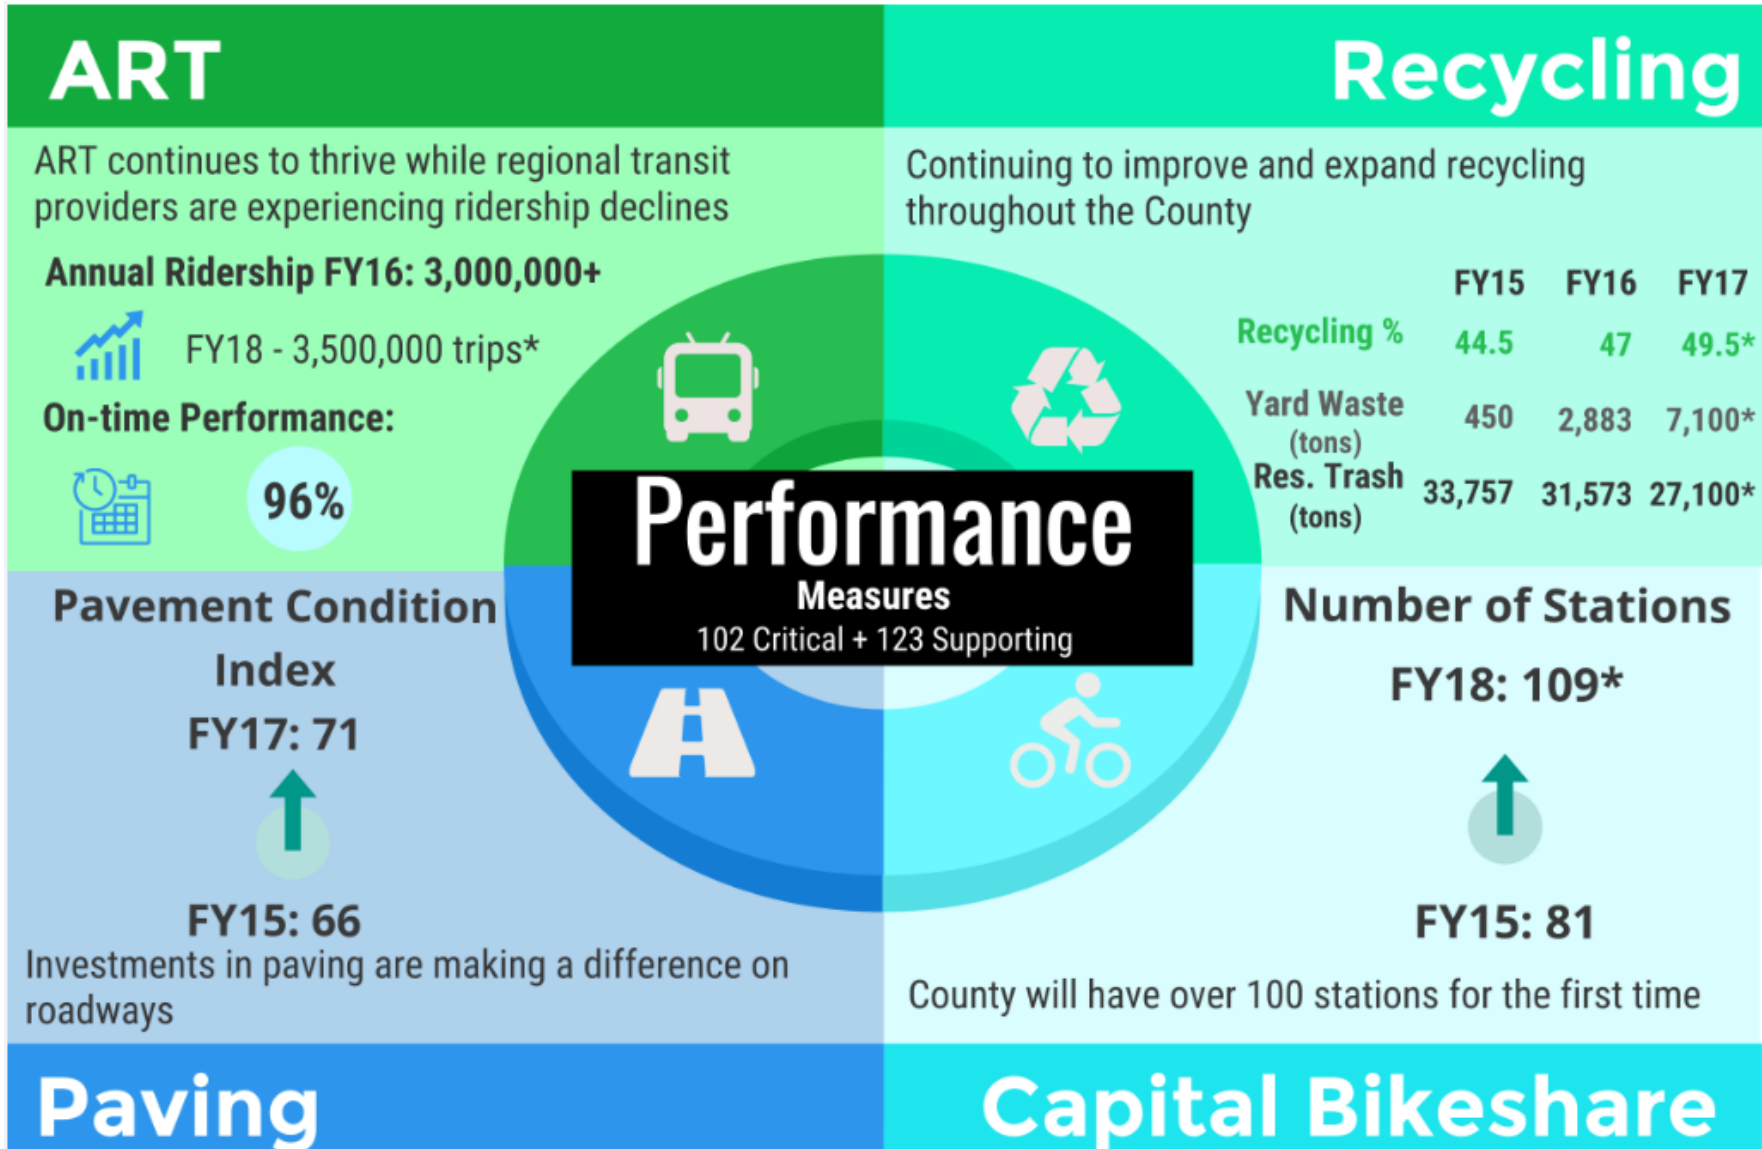 ART
ART continues to thrive while regional transit
providers are experiencing ridership declines
Annual Ridership FY16: 3,000,000+
FY18 - 3,500,000 trips*
On-time Performance:
96%
Recycling
Continuing to improve and expand recycling
throughout the County
FY15 FY16 FY17
Recycling % 44.5 47 49.5*
Yard Waste 450 2,883 7,100*
(tons)
Res. Trash 33,757 31,573 27,100*
(tons)
Performance
Measures
102 Critical + 123 Supporting
Pavement Condition
Index
FY17: 71
FY15: 66
Investments in paving are making a difference on
roadways
Paving
Number of Stations
FY18: 109*
FY15: 81
County will have over 100 stations for the first time
Capital Bikeshare